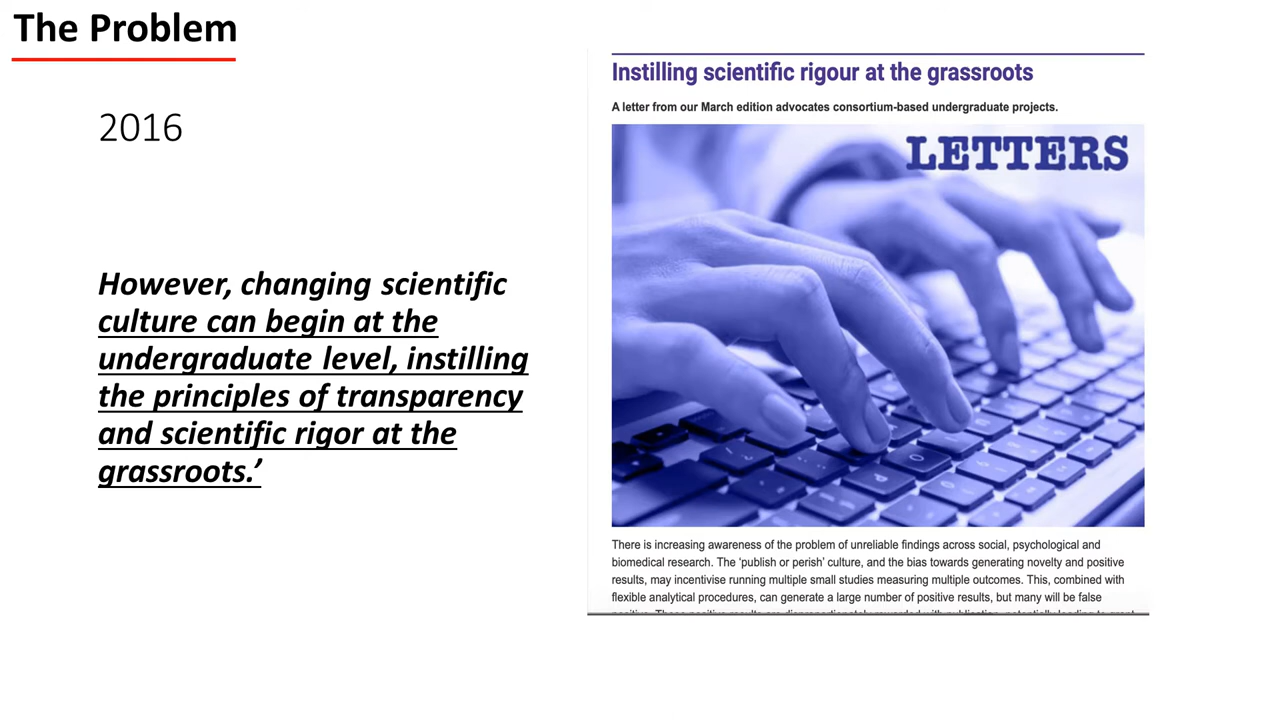 The Problem
2016
However, changing scientific
culture can begin at the
undergraduate level, instilling
the principles of transparency
and scientific rigor at the
grassroots.’
Instilling scientific rigour at the grassroots
A letter from our March edition advocates consortium-based undergraduate projects.
LETTERS
There is increasing awareness of the problem of unreliable findings across social, psychological and
biomedical research. The ‘publish or perish’ culture, and the bias towards generating novelty and positive
results, may incentivise running multiple small studies measuring multiple outcomes. This, combined with
flexible analytical procedures, can generate a large number of positive results, but many will be false